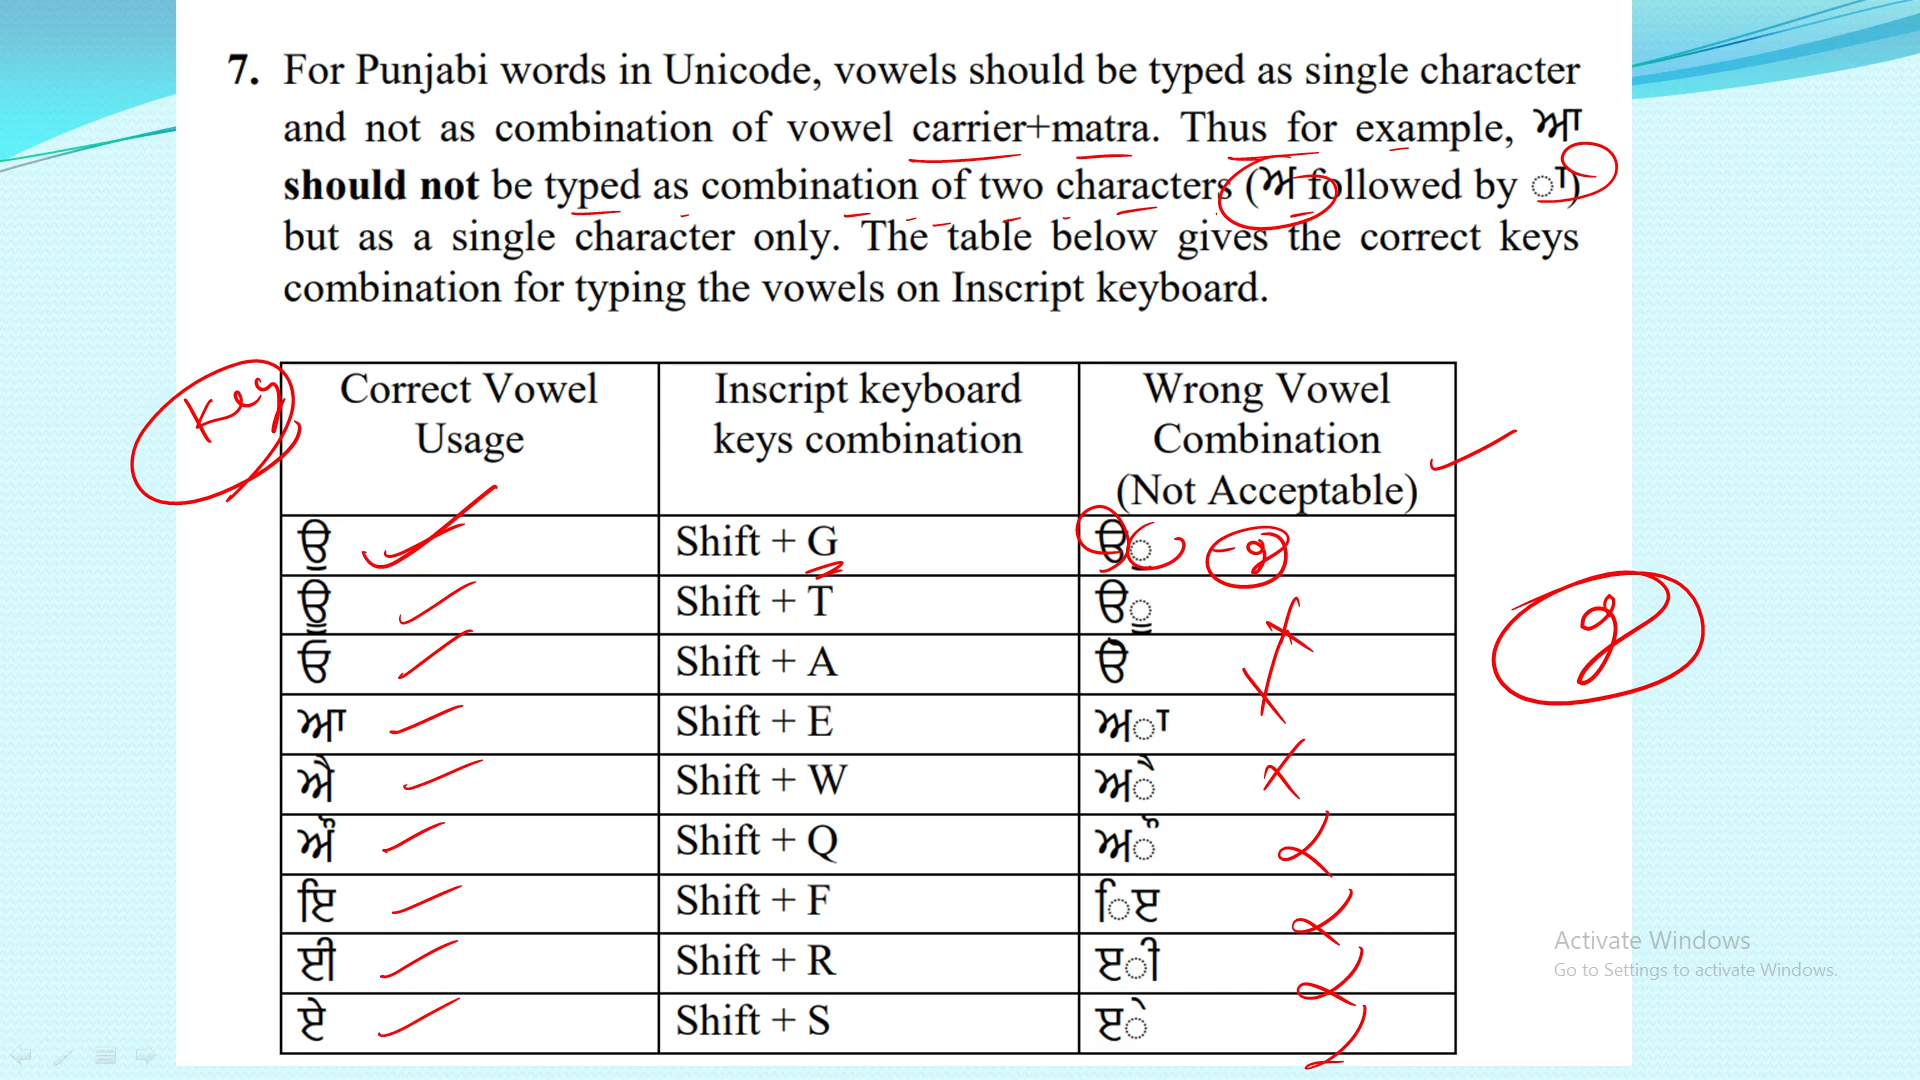 7. For Punjabi words in Unicode, vowels should be typed as single character
and not as combination of vowel carrier+matra. Thus for example, ਆ
should not be typed as combination of two characters (ਅ followed by ਾ)
but as a single character only. The table below gives the correct keys
combination for typing the vowels on Inscript keyboard.
key
Correct Vowel Usage | Inscript keyboard keys combination | Wrong Vowel Combination (Not Acceptable)
ਉ | Shift + G | ੳੁ - g
ਊ | Shift + T | ੳੂ
ਓ | Shift + A | ੳੋ
ਆ | Shift + E | ਅਾ
ਐ | Shift + W | ਅੈ
ਔ | Shift + Q | ਅੌ
ਇ | Shift + F | ੲਿ
ਈ | Shift + R | ੲੀ
ਏ | Shift + S | ੲੇ
g
Activate Windows
Go to Settings to activate Windows.